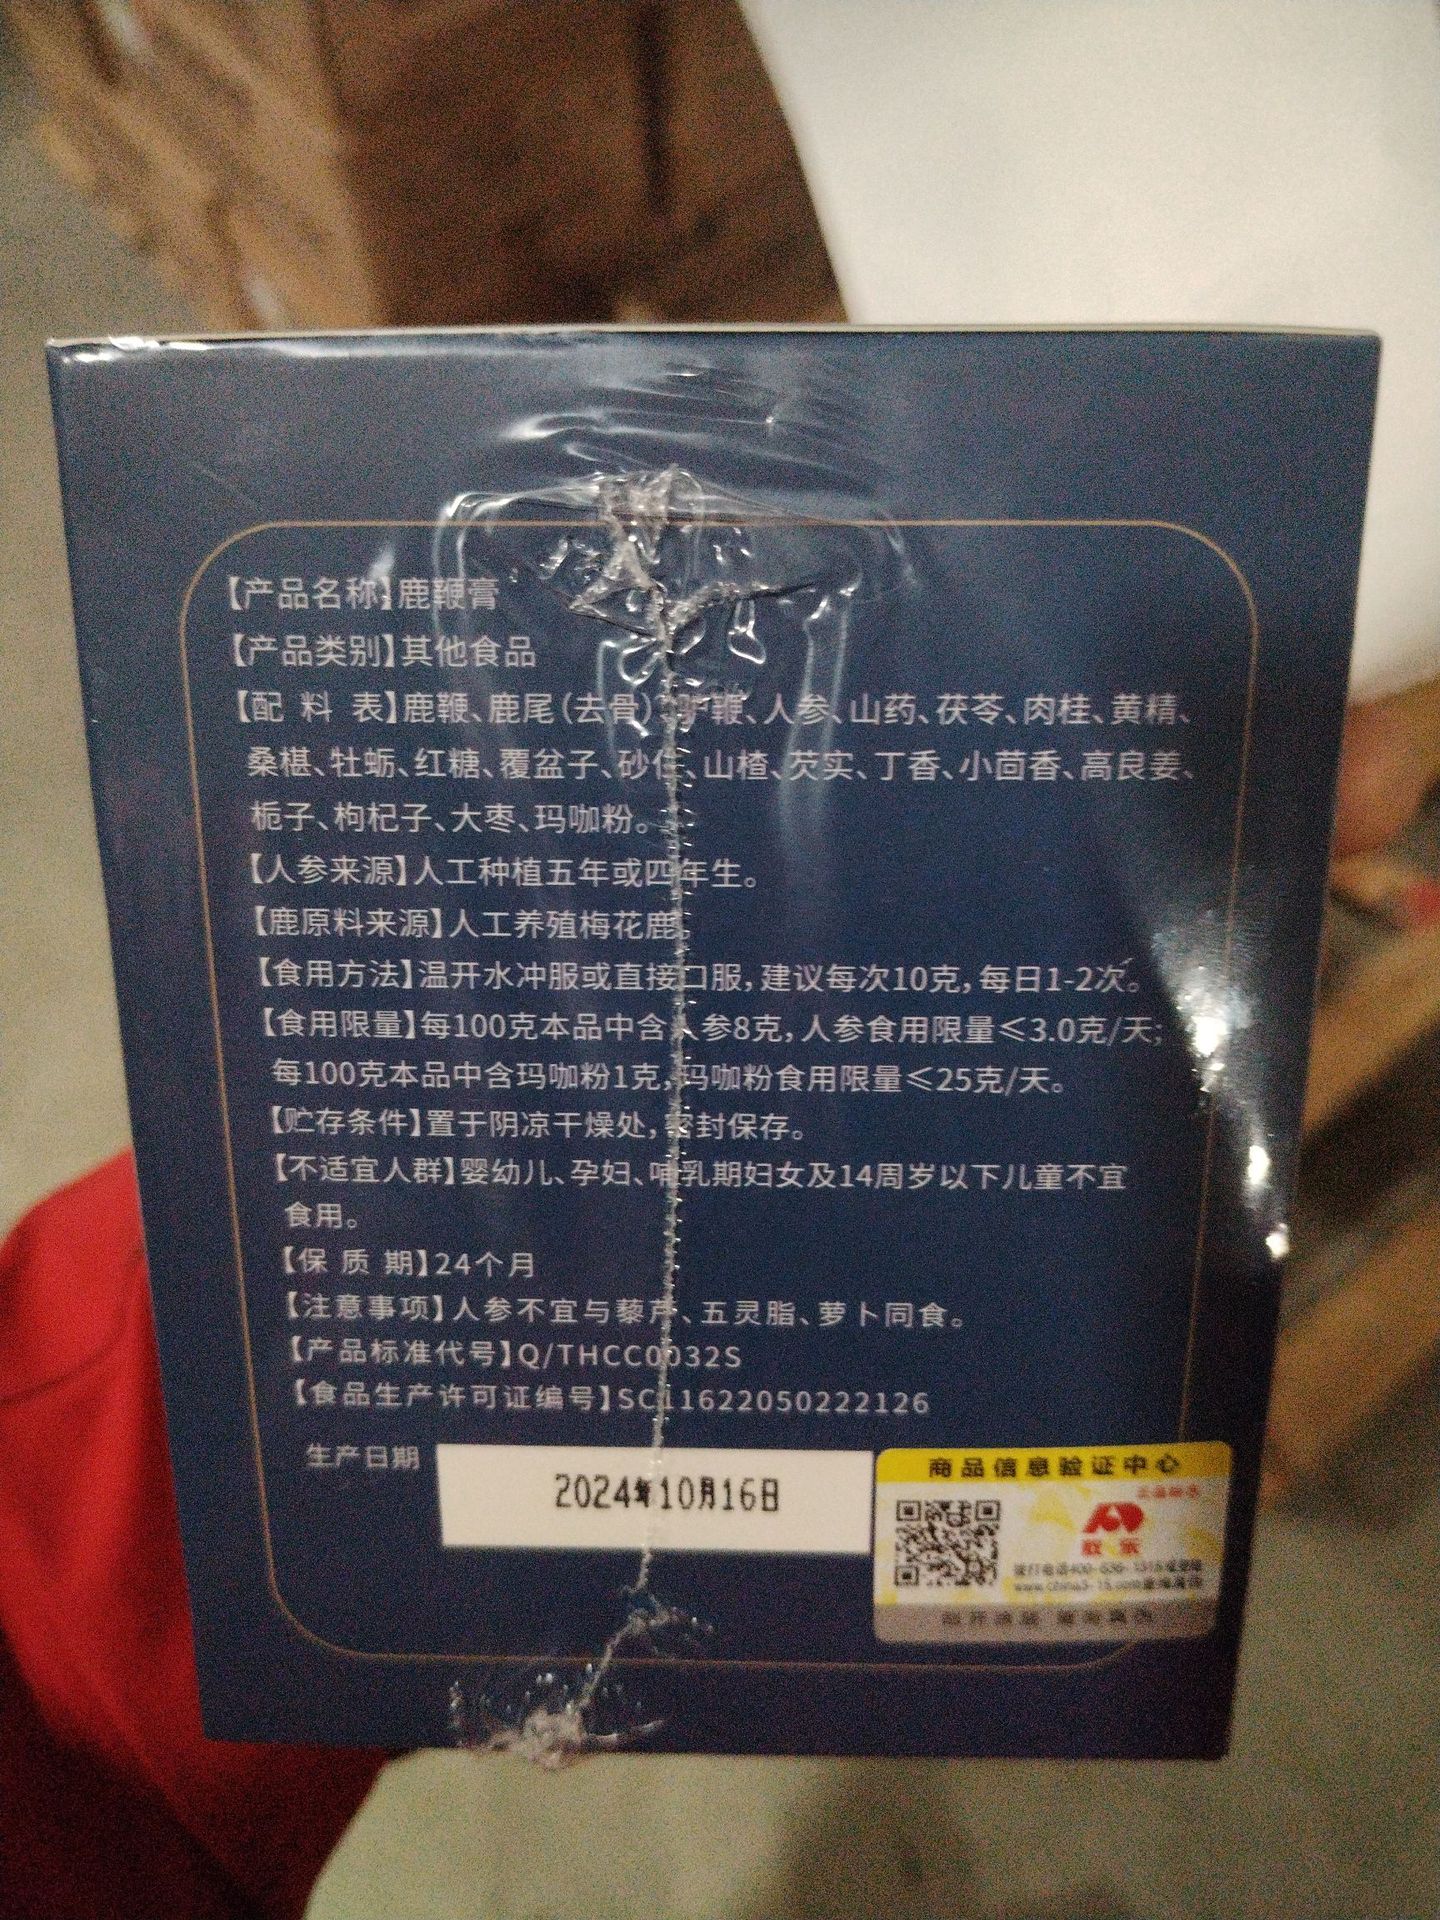 【产品名称】鹿鞭膏
【产品类别】其他食品
【配 料 表】鹿鞭、鹿尾(去骨)、驴鞭、人参、山药、茯苓、肉桂、黄精、
桑椹、牡蛎、红糖、覆盆子、砂仁、山楂、芡实、丁香、小茴香、高良姜、
栀子、枸杞子、大枣、玛咖粉。
【人参来源】人工种植五年或四年生。
【鹿原料来源】人工养殖梅花鹿。
【食用方法】温开水冲服或直接口服,建议每次10克,每日1-2次。
【食用限量】每100克本品中含人参8克,人参食用限量≤3.0克/天;
每100克本品中含玛咖粉1克,玛咖粉食用限量≤25克/天。
【贮存条件】置于阴凉干燥处,密封保存。
【不适宜人群】婴幼儿、孕妇、哺乳期妇女及14周岁以下儿童不宜
食用。
【保 质 期】24个月
【注意事项】人参不宜与藜芦、五灵脂、萝卜同食。
【产品标准代号】Q/THCC0032S
【食品生产许可证编号】SC11622050222126
生产日期
2024年10月16日
商品信息验证中心